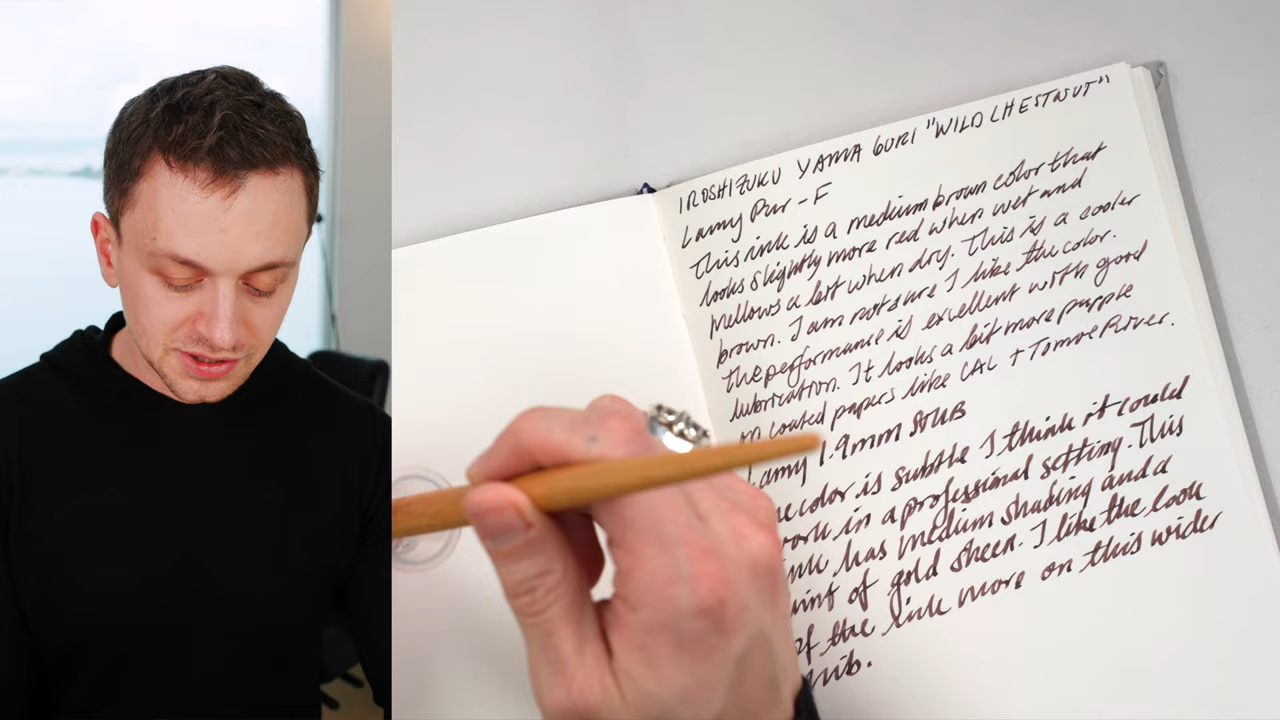 IROSHIZUKU YAMA GURI "WILD CHESTNUT"
Lamy Pur - F
This ink is a medium brown color that
looks slightly more red when wet and
mellows a bit when dry. This is a cooler
brown. I am not sure I like the color.
The performance is excellent with good
lubrication. It looks a bit more purple
on coated papers like CAL + Tomoe River.
Lamy 1.9mm STUB
color is subtle I think it could
work in a professional setting. This
ink has medium shading and a
of gold sheen. I like the look
of the ink more on this wider
nib.